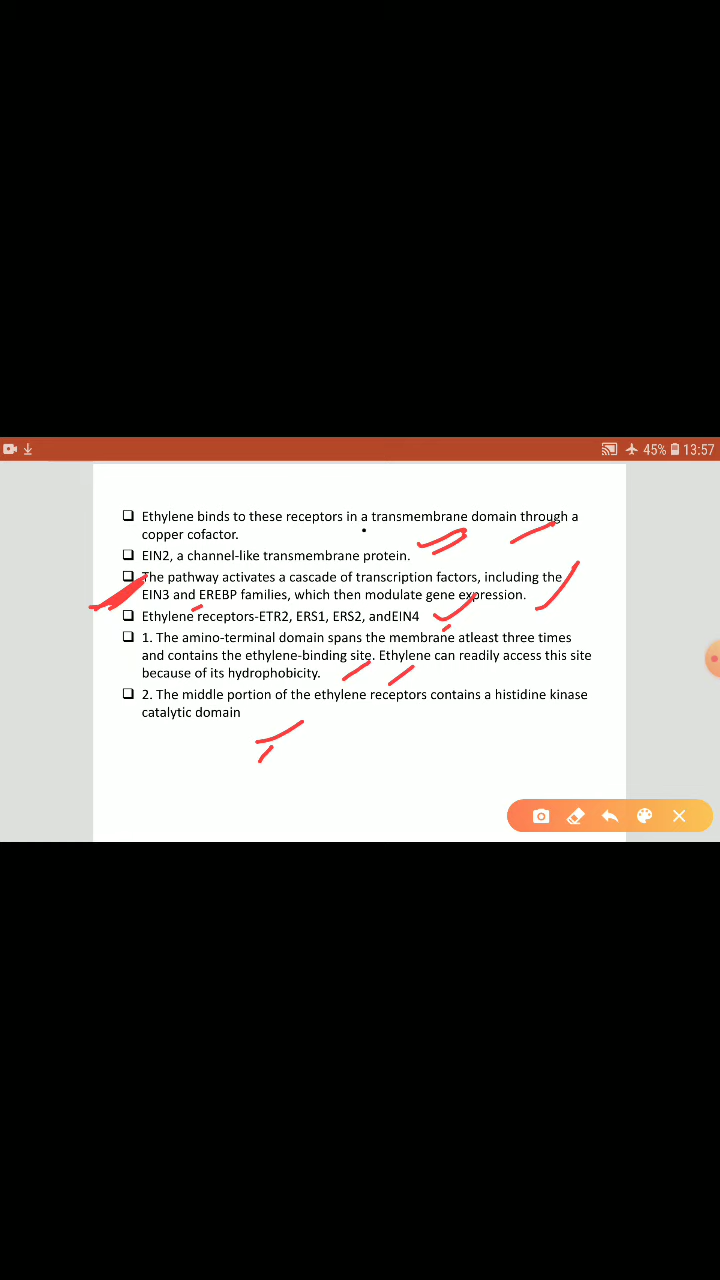 45% 13:57
Ethylene binds to these receptors in a transmembrane domain through a
copper cofactor.
EIN2, a channel-like transmembrane protein.
The pathway activates a cascade of transcription factors, including the
EIN3 and EREBP families, which then modulate gene expression.
Ethylene receptors-ETR2, ERS1, ERS2, andEIN4
1. The amino-terminal domain spans the membrane atleast three times
and contains the ethylene-binding site. Ethylene can readily access this site
because of its hydrophobicity.
2. The middle portion of the ethylene receptors contains a histidine kinase
catalytic domain